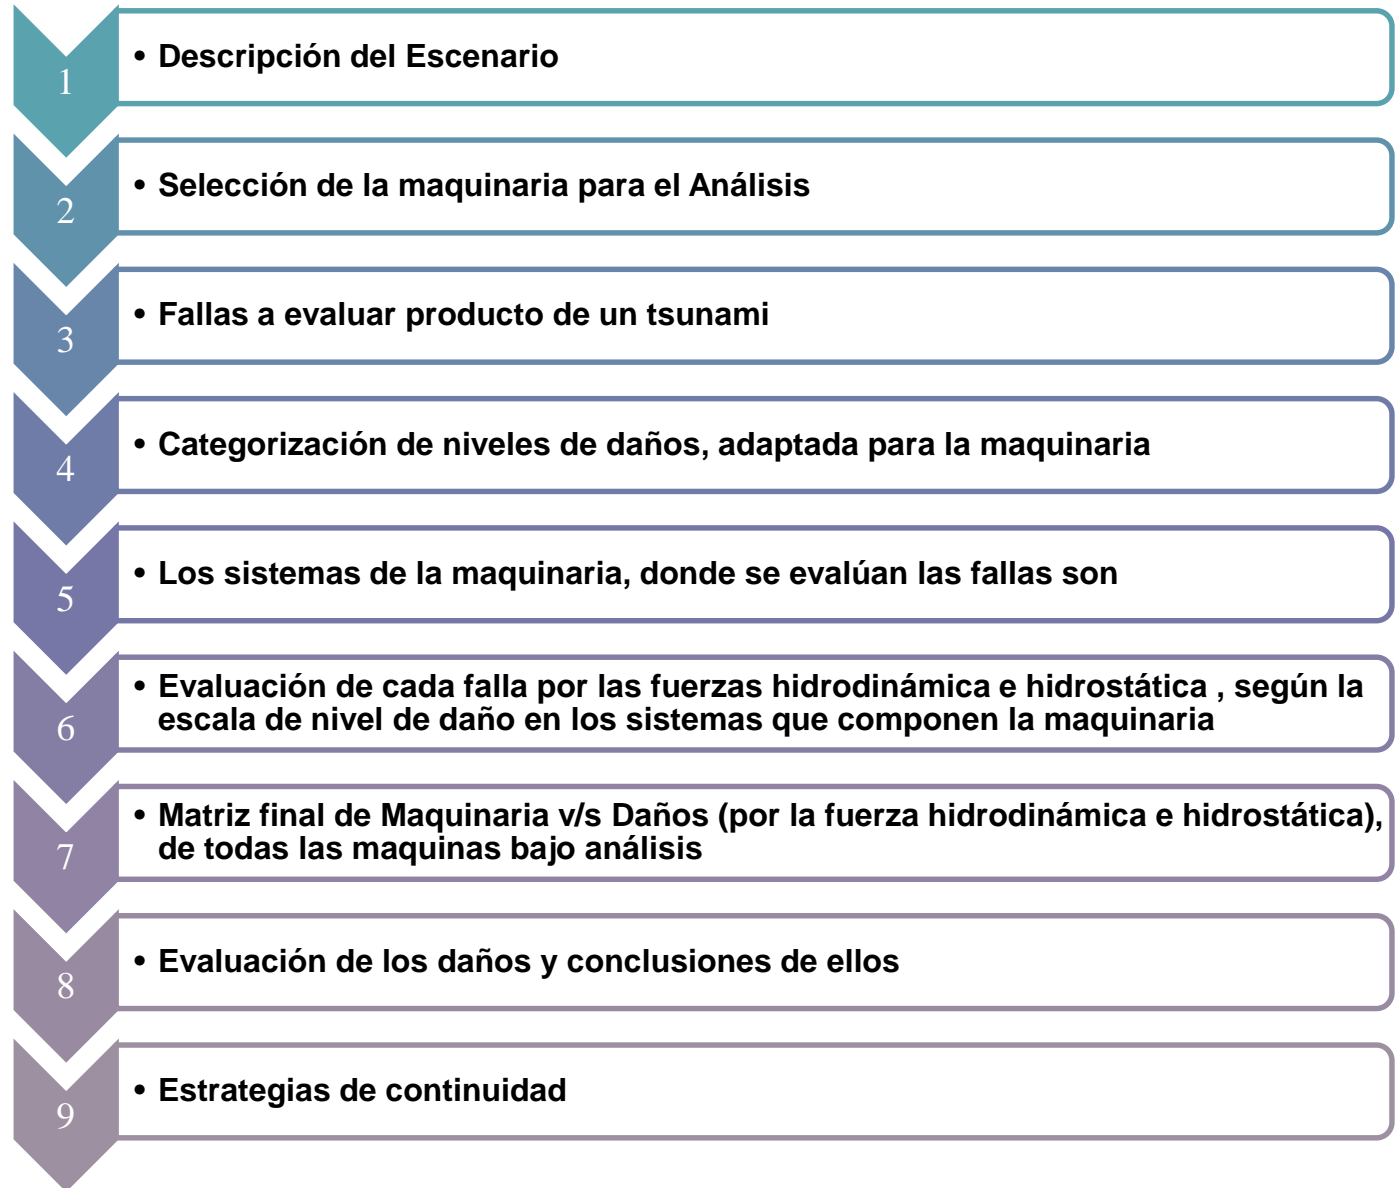 1
• Descripción del Escenario
2
• Selección de la maquinaria para el Análisis
3
• Fallas a evaluar producto de un tsunami
4
• Categorización de niveles de daños, adaptada para la maquinaria
5
• Los sistemas de la maquinaria, donde se evalúan las fallas son
6
• Evaluación de cada falla por las fuerzas hidrodinámica e hidrostática , según la
escala de nivel de daño en los sistemas que componen la maquinaria
7
• Matriz final de Maquinaria v/s Daños (por la fuerza hidrodinámica e hidrostática),
de todas las maquinas bajo análisis
8
• Evaluación de los daños y conclusiones de ellos
9
• Estrategias de continuidad